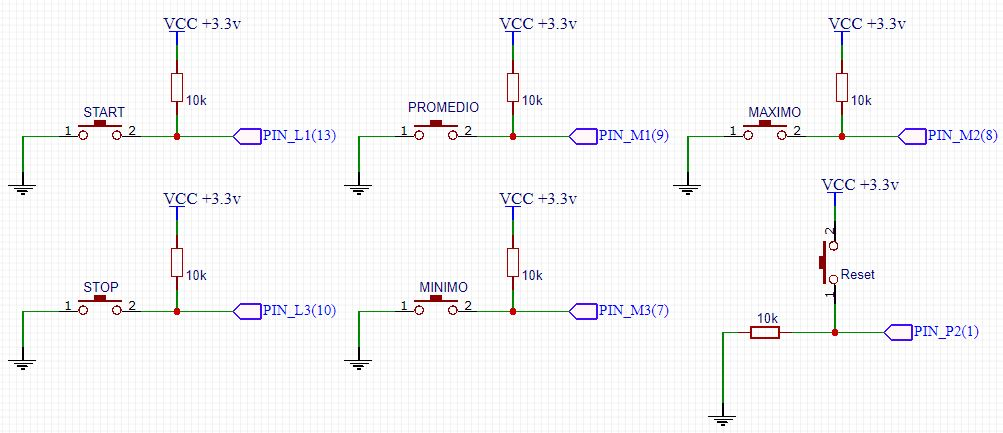 VCC +3.3v
10k
START
1 2
PIN_L1(13)
VCC +3.3v
10k
PROMEDIO
1 2
PIN_M1(9)
VCC +3.3v
10k
MAXIMO
1 2
PIN_M2(8)
VCC +3.3v
10k
STOP
1 2
PIN_L3(10)
VCC +3.3v
10k
MINIMO
1 2
PIN_M3(7)
VCC +3.3v
2
Reset
1
10k
PIN_P2(1)